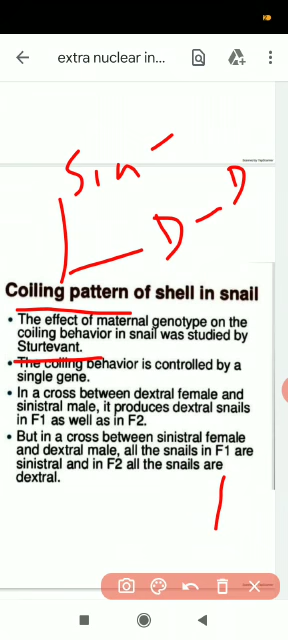 extra nuclear in...
Sin
D - D
Coiling pattern of shell in snail
• The effect of maternal genotype on the
coiling behavior in snail was studied by
Sturtevant.
• The coiling behavior is controlled by a
single gene.
• In a cross between dextral female and
sinistral male, it produces dextral snails
in F1 as well as in F2.
• But in a cross between sinistral female
and dextral male, all the snails in F1 are
sinistral and in F2 all the snails are
dextral.